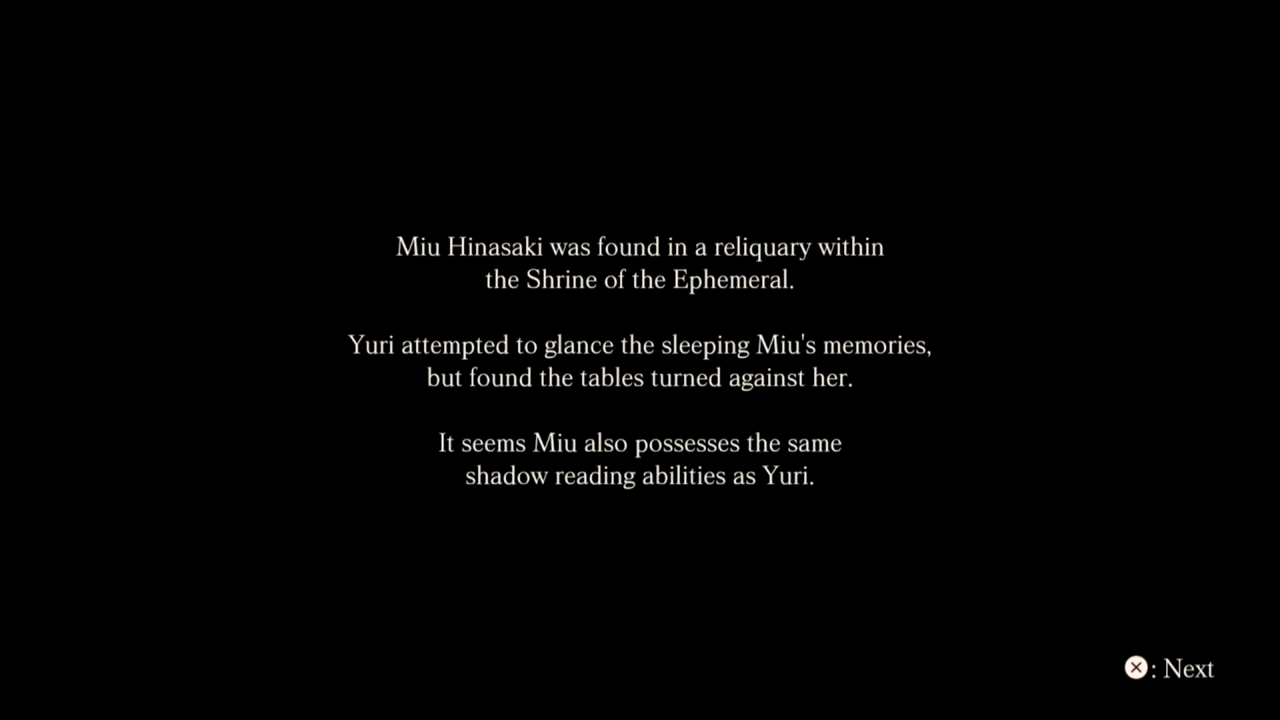 Miu Hinasaki was found in a reliquary within
the Shrine of the Ephemeral.
Yuri attempted to glance the sleeping Miu's memories,
but found the tables turned against her.
It seems Miu also possesses the same
shadow reading abilities as Yuri.
ⓧ: Next